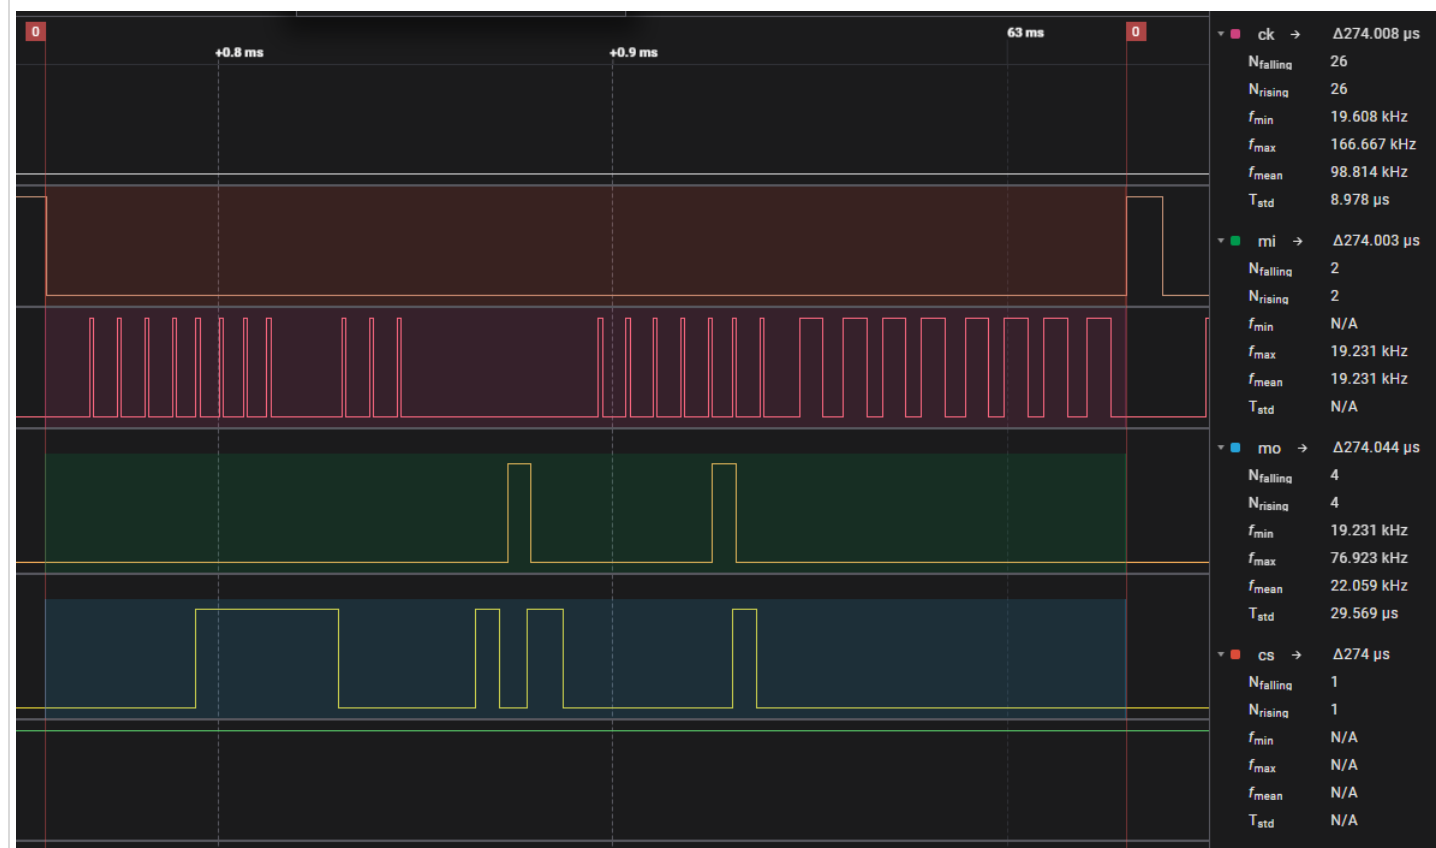 0 63 ms 0
+0.8 ms +0.9 ms
ck → Δ274.008 μs
Nfalling 26
Nrising 26
fmin 19.608 kHz
fmax 166.667 kHz
fmean 98.814 kHz
Tstd 8.978 μs
mi → Δ274.003 μs
Nfalling 2
Nrising 2
fmin N/A
fmax 19.231 kHz
fmean 19.231 kHz
Tstd N/A
mo → Δ274.044 μs
Nfalling 4
Nrising 4
fmin 19.231 kHz
fmax 76.923 kHz
fmean 22.059 kHz
Tstd 29.569 μs
cs → Δ274 μs
Nfalling 1
Nrising 1
fmin N/A
fmax N/A
fmean N/A
Tstd N/A